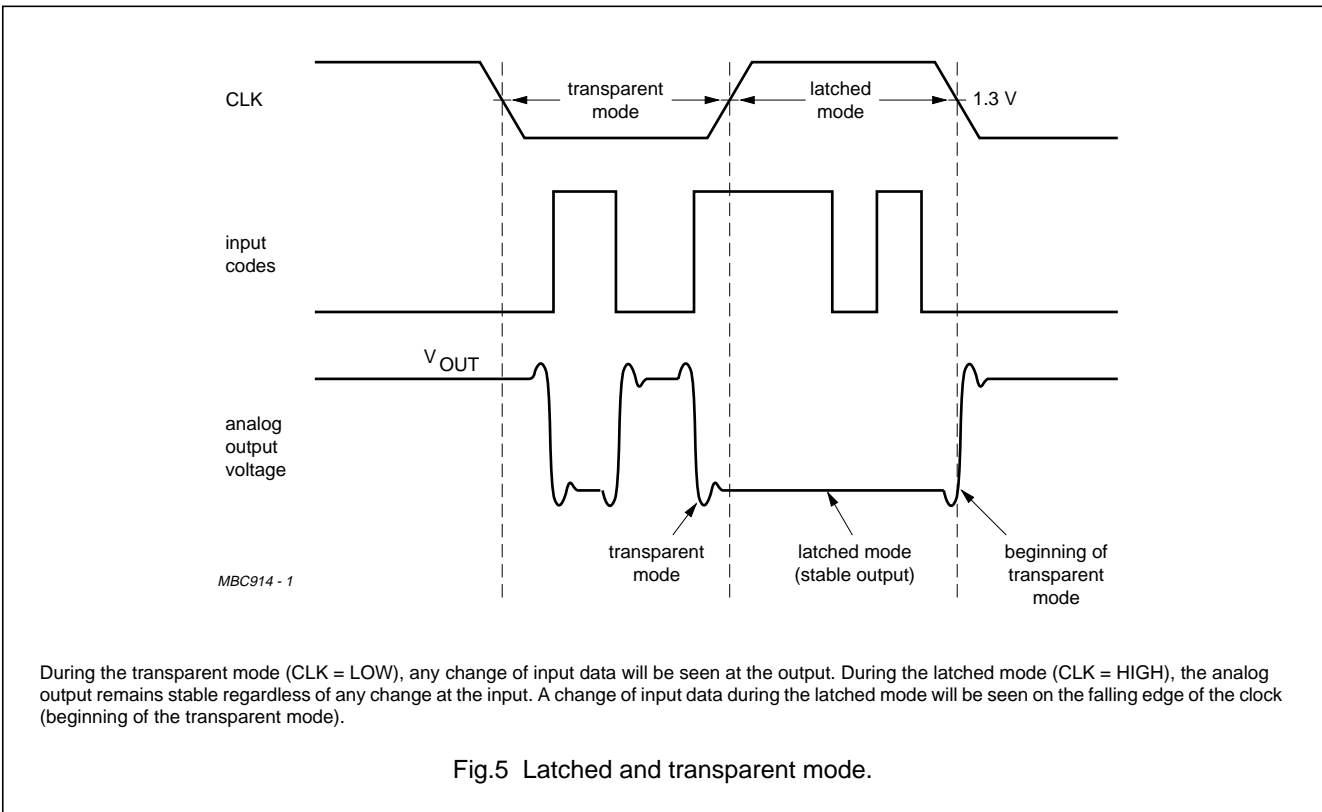 CLK
transparent
mode
latched
mode
1.3 V
input
codes
V OUT
analog
output
voltage
transparent
mode
latched mode
(stable output)
beginning of
transparent
mode
MBC914 - 1
During the transparent mode (CLK = LOW), any change of input data will be seen at the output. During the latched mode (CLK = HIGH), the analog
output remains stable regardless of any change at the input. A change of input data during the latched mode will be seen on the falling edge of the clock
(beginning of the transparent mode).
Fig.5 Latched and transparent mode.